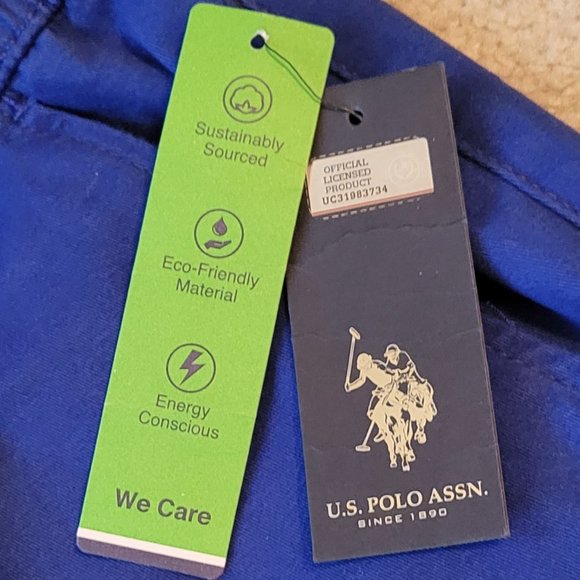 Sustainably
Sourced
Eco-Friendly
Material
Energy
Conscious
We Care
OFFICIAL
LICENSED
PRODUCT
UC31983734
U.S. POLO ASSN.
SINCE 1890